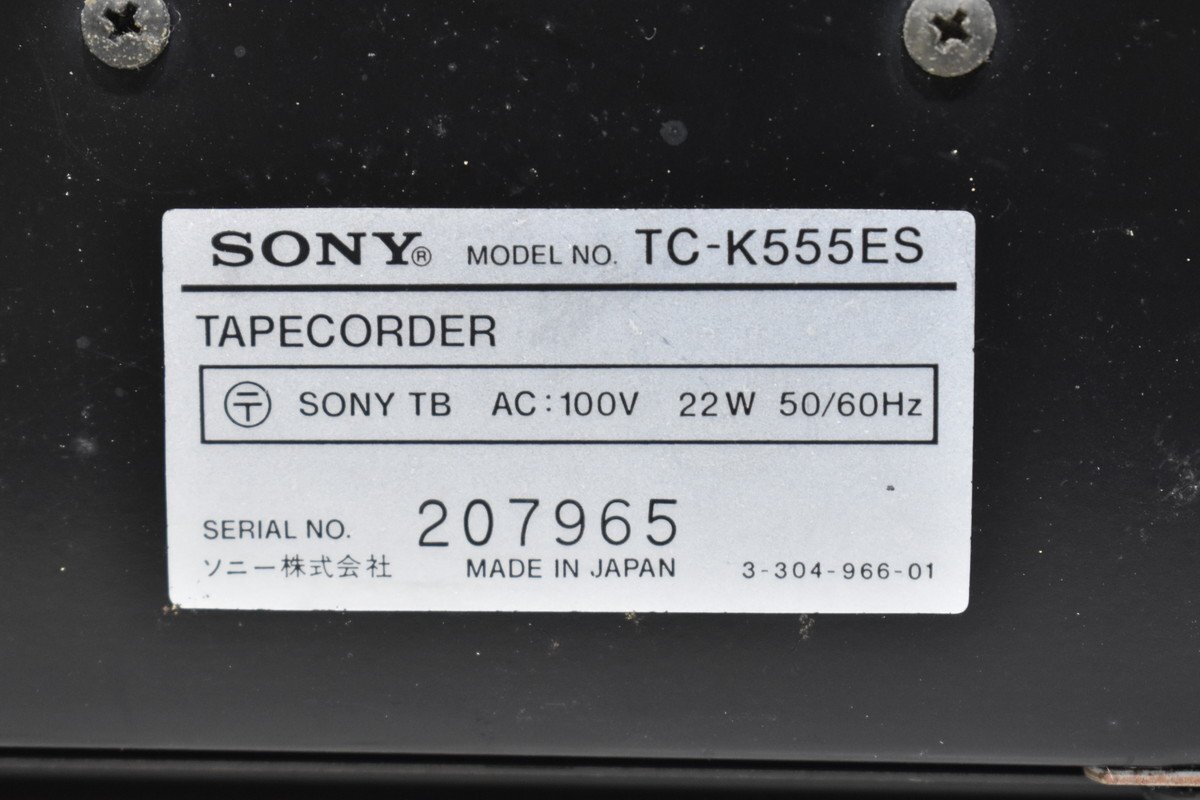 SONY® MODEL NO. TC-K555ES
TAPECORDER
〶 SONY TB AC:100V 22W 50/60Hz
SERIAL NO. 207965
ソニー株式会社 MADE IN JAPAN 3-304-966-01